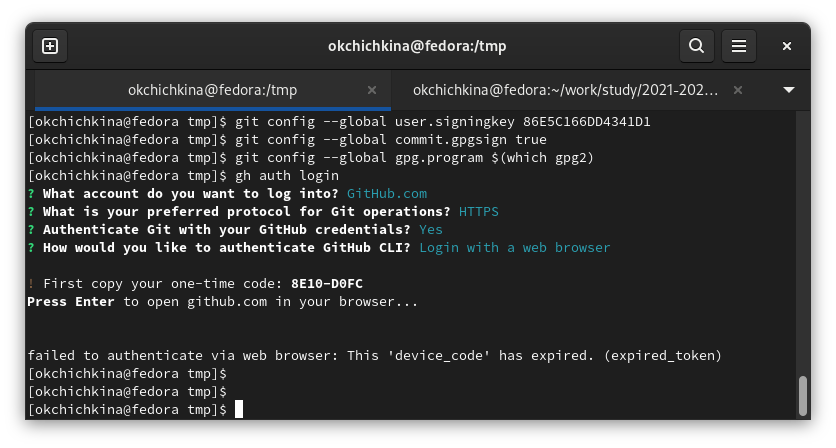 okchichkina@fedora:/tmp
okchichkina@fedora:/tmp
okchichkina@fedora:~/work/study/2021-202...
[okchichkina@fedora tmp]$ git config --global user.signingkey 86E5C166DD4341D1
[okchichkina@fedora tmp]$ git config --global commit.gpgsign true
[okchichkina@fedora tmp]$ git config --global gpg.program $(which gpg2)
[okchichkina@fedora tmp]$ gh auth login
? What account do you want to log into? GitHub.com
? What is your preferred protocol for Git operations? HTTPS
? Authenticate Git with your GitHub credentials? Yes
? How would you like to authenticate GitHub CLI? Login with a web browser
! First copy your one-time code: 8E10-D0FC
Press Enter to open github.com in your browser...
failed to authenticate via web browser: This 'device_code' has expired. (expired_token)
[okchichkina@fedora tmp]$
[okchichkina@fedora tmp]$
[okchichkina@fedora tmp]$